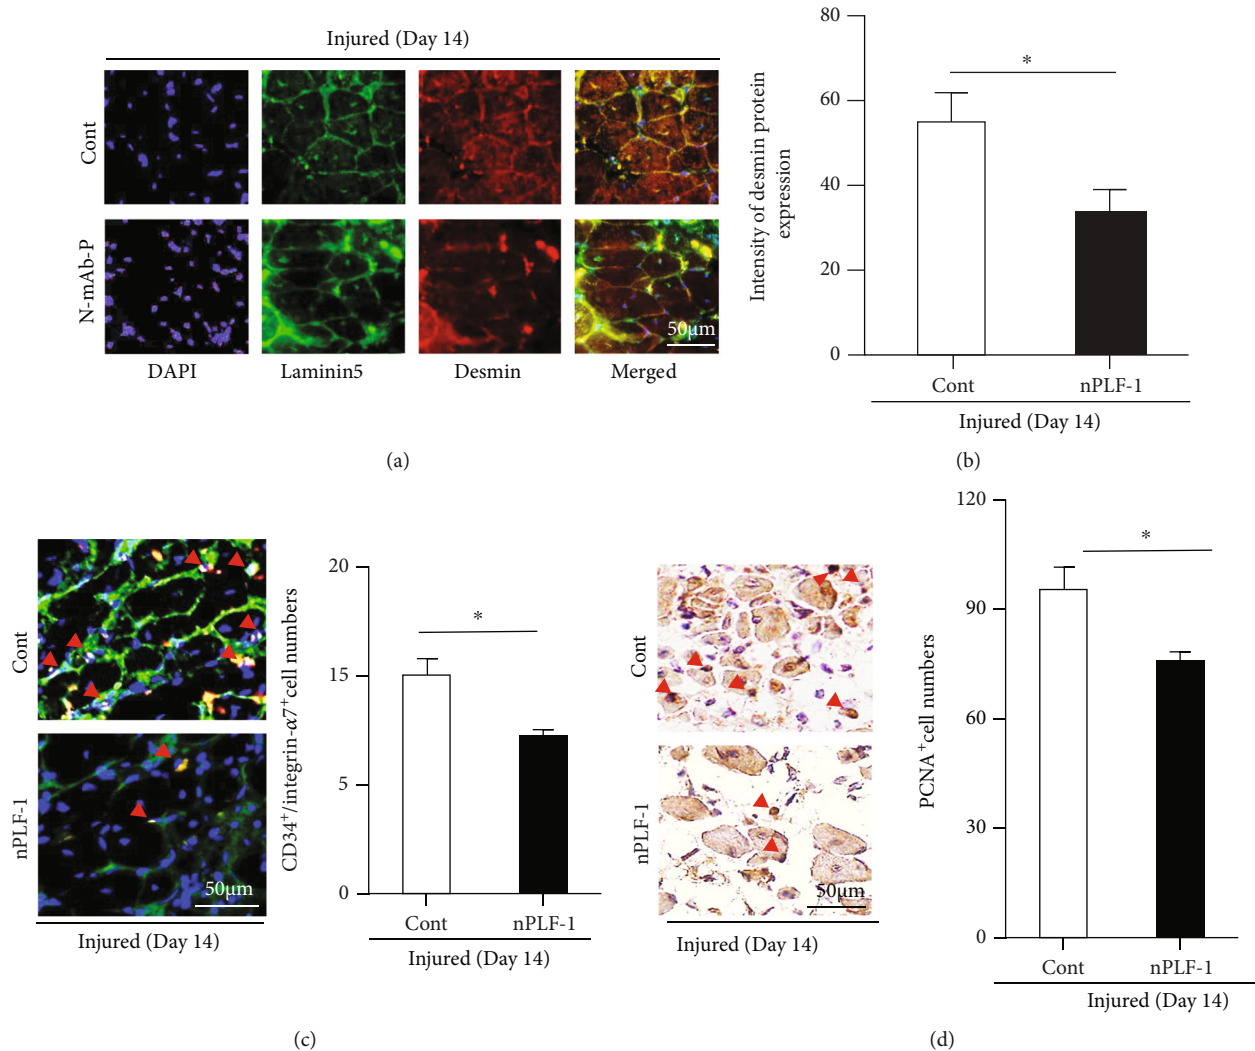 Injured (Day 14)
Cont
N-mAb-P
50μm
DAPI
Laminin5
Desmin
Merged
(a)
Intensity of desmin protein
expression
80
60
40
20
0
*
Cont
nPLF-1
Injured (Day 14)
(b)
Cont
nPLF-1
50μm
Injured (Day 14)
CD34+/integrin-α7+cell numbers
20
15
5
0
*
Cont
nPLF-1
Injured (Day 14)
(c)
Cont
nPLF-1
50μm
Injured (Day 14)
PCNA+cell numbers
120
90
60
30
0
*
Cont
nPLF-1
Injured (Day 14)
(d)